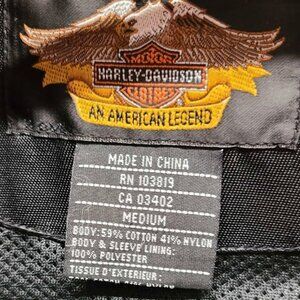 MOTOR
HARLEY-DAVIDSON
CLOTHES
AN AMERICAN LEGEND
MADE IN CHINA
RN 103819
CA 03402
MEDIUM
BODY:59% COTTON 41% NYLON
BODY & SLEEVE LINING:
100% POLYESTER
TISSUE D'EXTERIEUR: